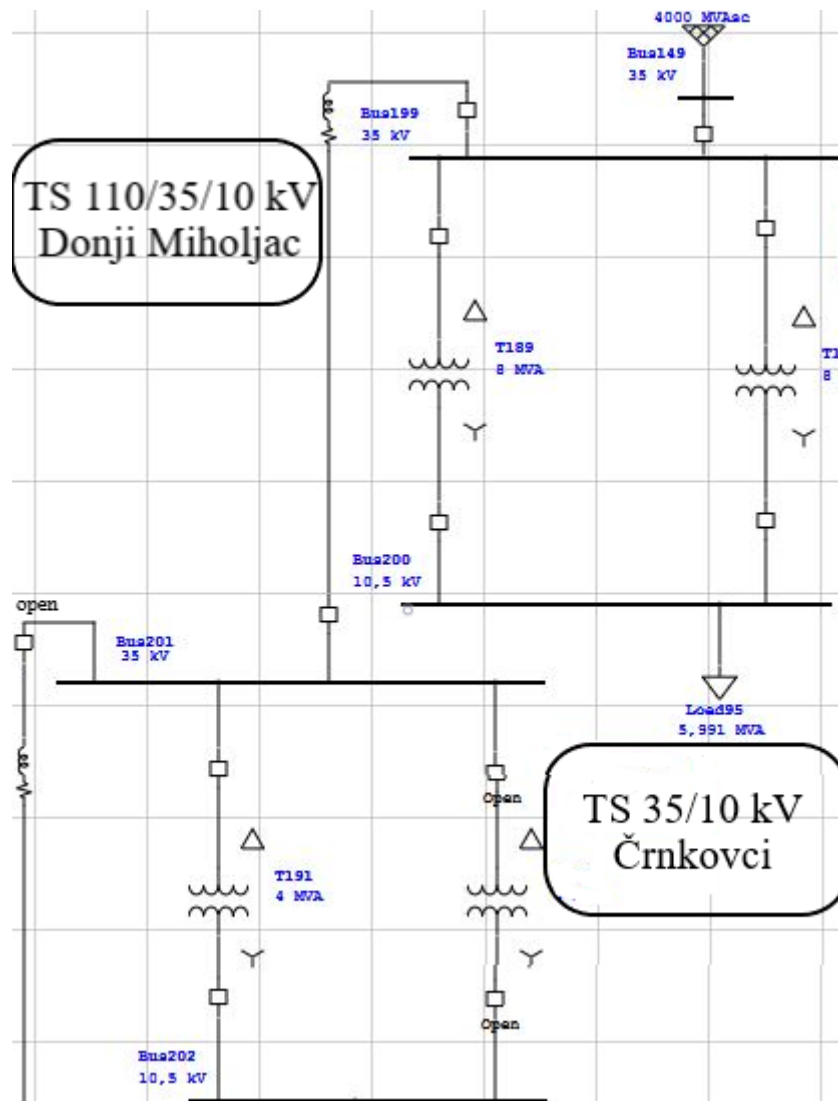 4000 MVAsc
Bus149
35 kV
Bus199
35 kV
TS 110/35/10 kV
Donji Miholjac
T189
8 MVA
8
Bus200
10,5 kV
open
Bus201
35 kV
Load95
5,991 MVA
Open
TS 35/10 kV
Črnkovci
T191
4 MVA
Open
Bus202
10,5 kV